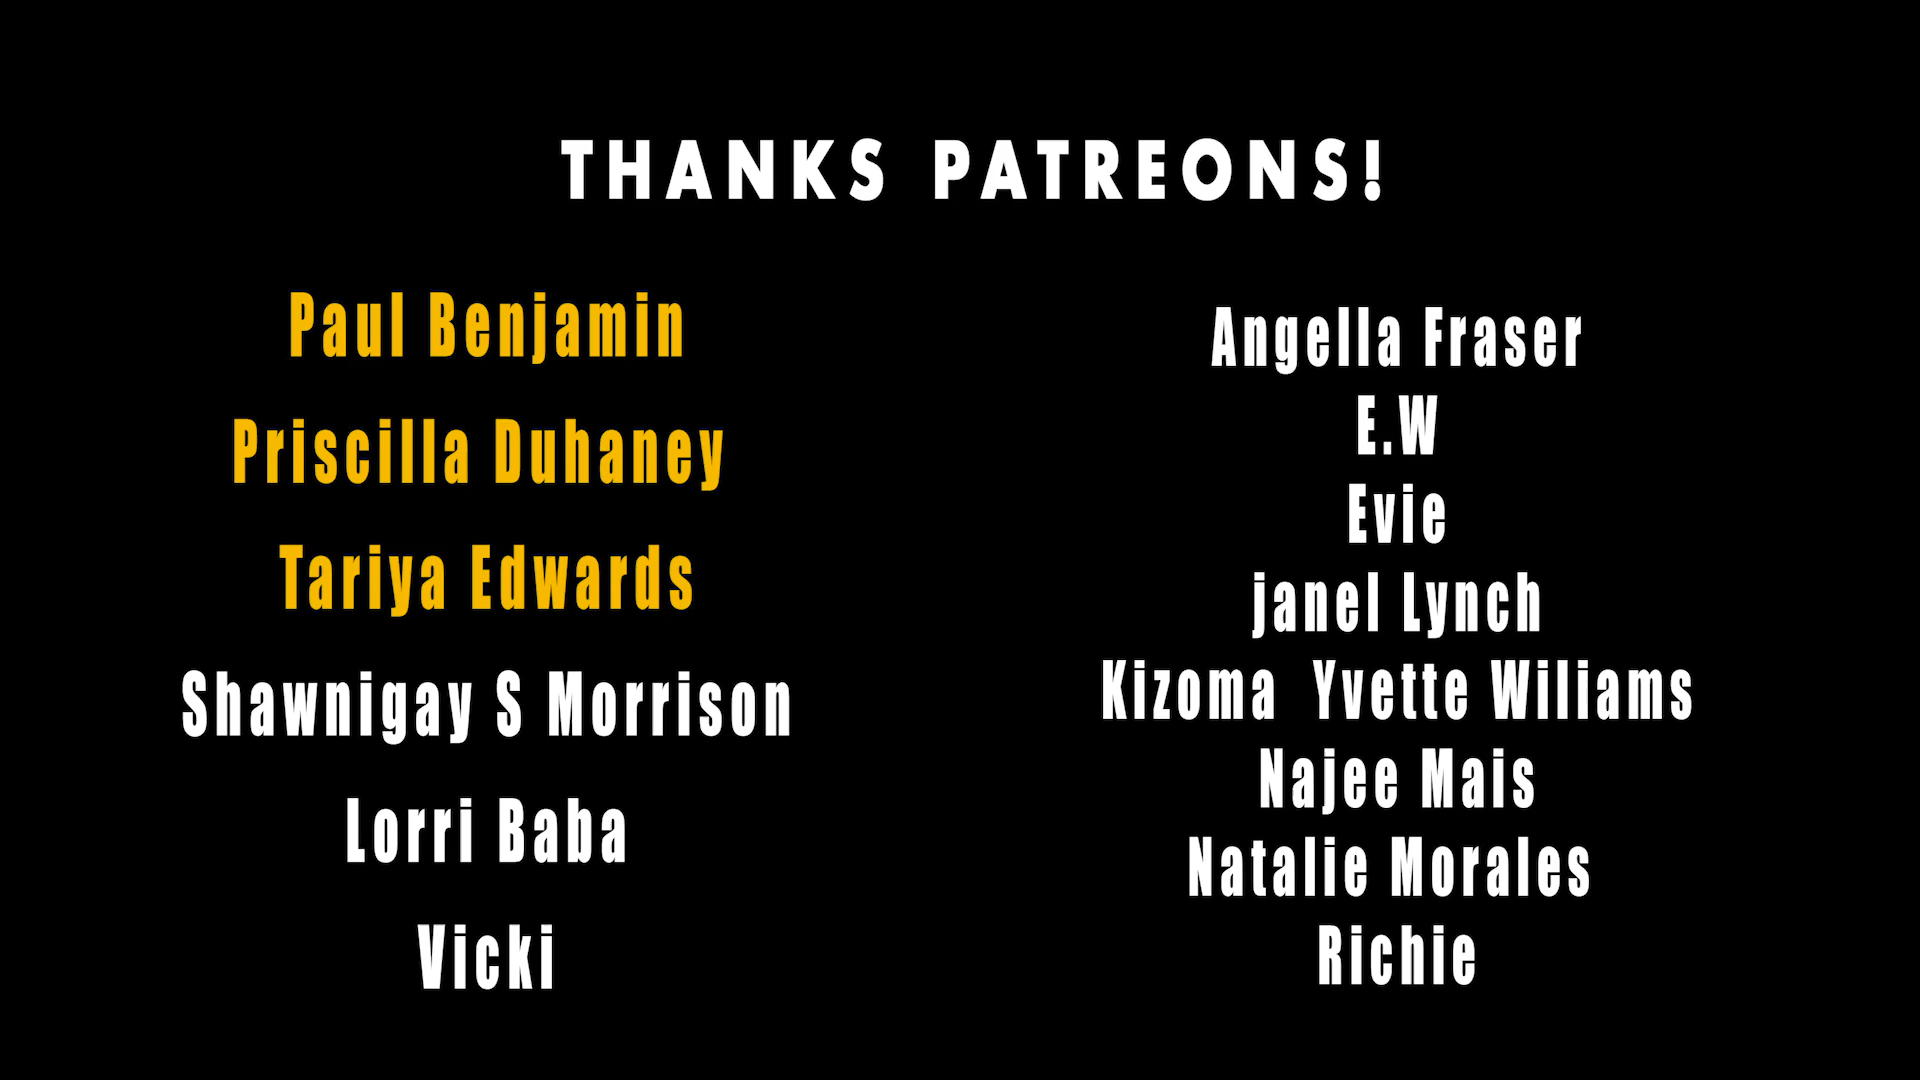 THANKS PATREONS!
Paul Benjamin
Priscilla Duhaney
Tariya Edwards
Shawnigay S Morrison
Lorri Baba
Vicki
Angella Fraser
E.W
Evie
janel Lynch
Kizoma  Yvette Wiliams
Najee Mais
Natalie Morales
Richie